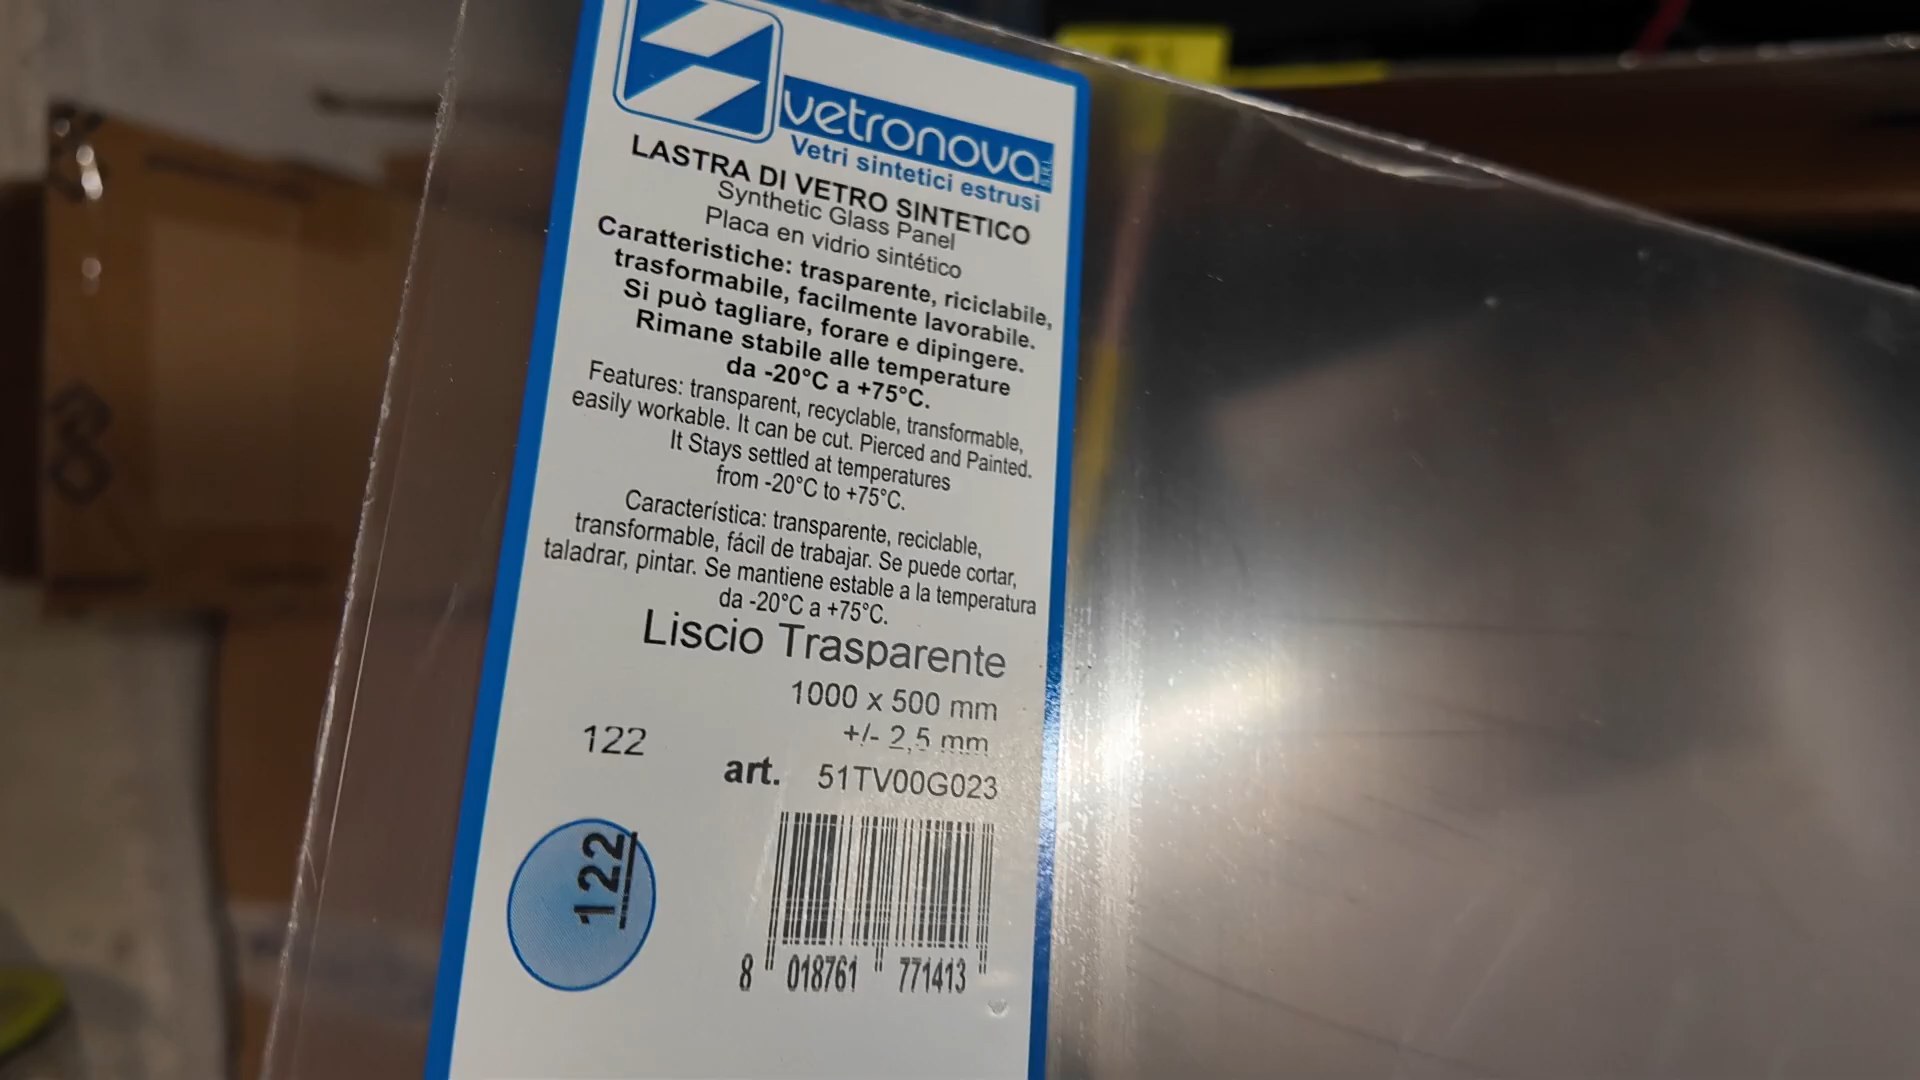 vetronova S.R.L.
Vetri sintetici estrusi
LASTRA DI VETRO SINTETICO
Synthetic Glass Panel
Placa en vidrio sintético
Caratteristiche: trasparente, riciclabile,
trasformabile, facilmente lavorabile.
Si può tagliare, forare e dipingere.
Rimane stabile alle temperature
da -20°C a +75°C.
Features: transparent, recyclable, transformable,
easily workable. It can be cut. Pierced and Painted.
It Stays settled at temperatures
from -20°C to +75°C.
Característica: transparente, reciclable,
transformable, fácil de trabajar. Se puede cortar,
taladrar, pintar. Se mantiene estable a la temperatura
da -20°C a +75°C.
Liscio Trasparente
1000 x 500 mm
+/- 2,5 mm
122
art. 51TV00G023
122
8 018761 771413